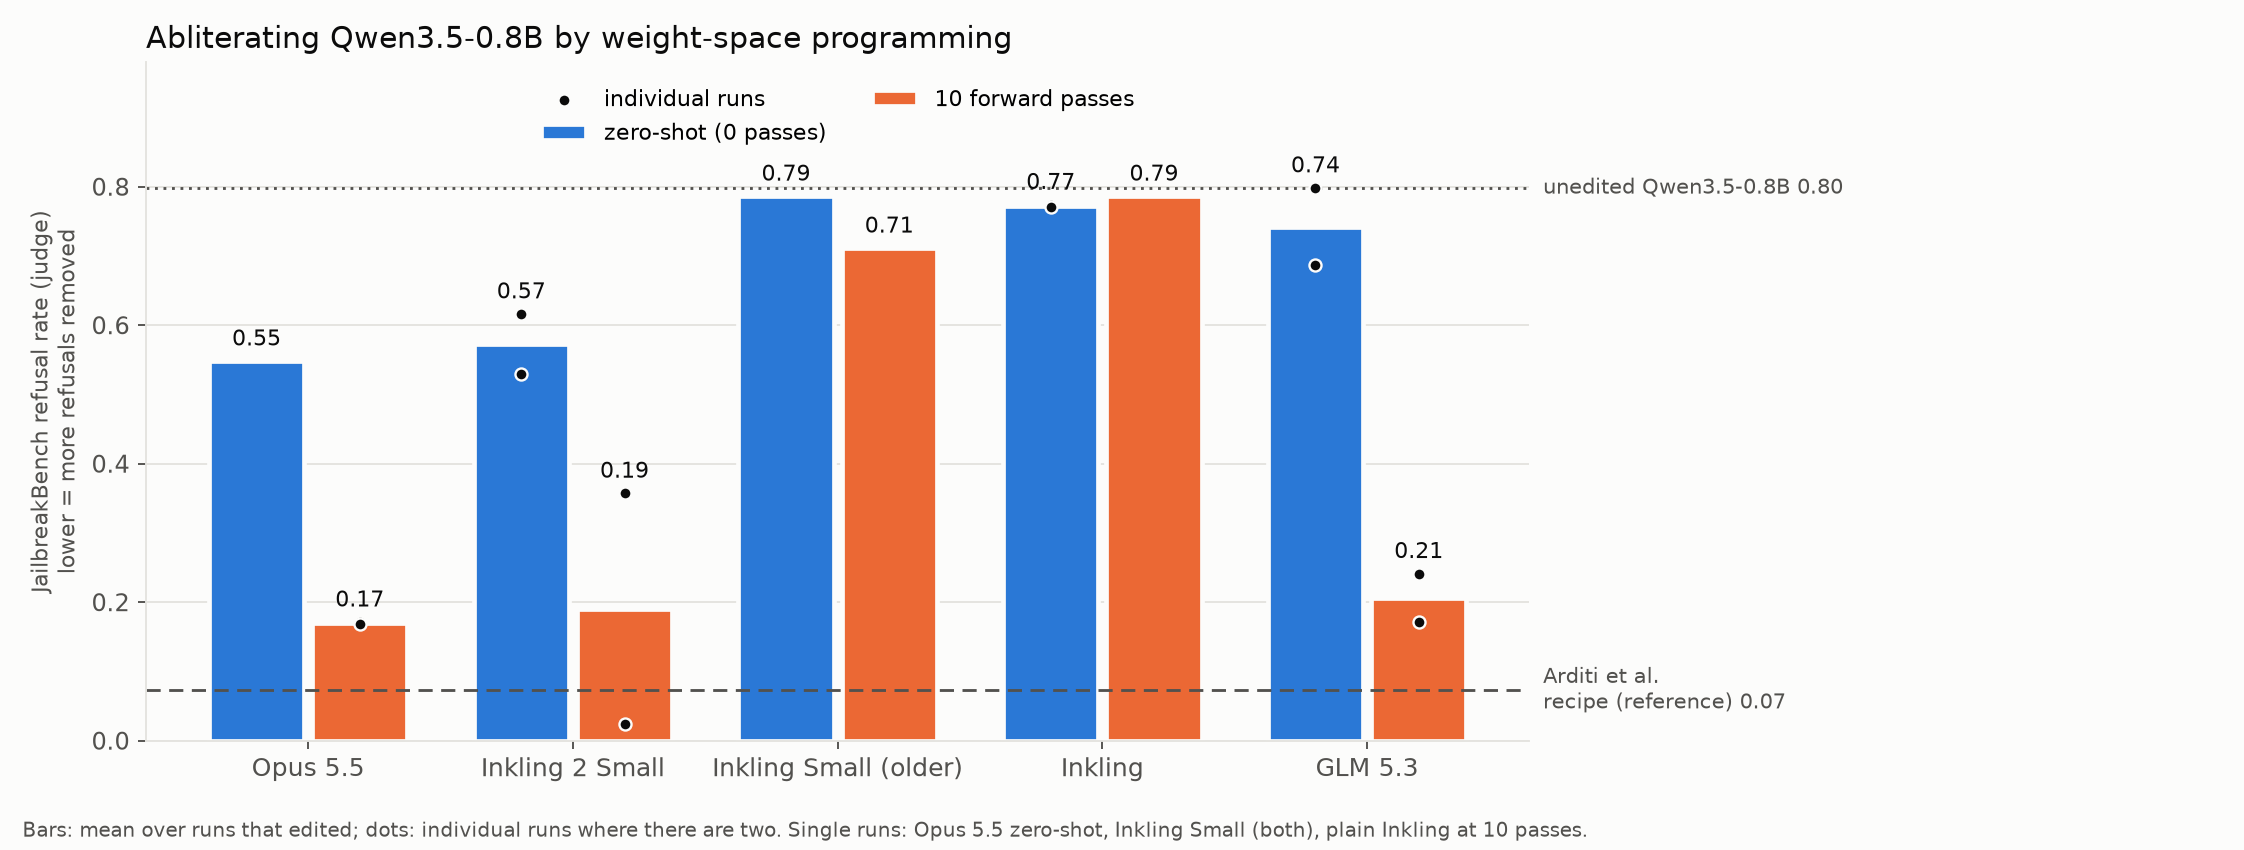 Abliterating Qwen3.5-0.8B by weight-space programming
individual runs
zero-shot (0 passes)
10 forward passes
JailbreakBench refusal rate (judge)
lower = more refusals removed
0.8
0.6
0.4
0.2
0.0
0.55
0.17
0.57
0.19
0.79
0.71
0.77
0.79
0.74
0.21
unedited Qwen3.5-0.8B 0.80
Arditi et al.
recipe (reference) 0.07
Opus 5.5
Inkling 2 Small
Inkling Small (older)
Inkling
GLM 5.3
Bars: mean over runs that edited; dots: individual runs where there are two. Single runs: Opus 5.5 zero-shot, Inkling Small (both), plain Inkling at 10 passes.